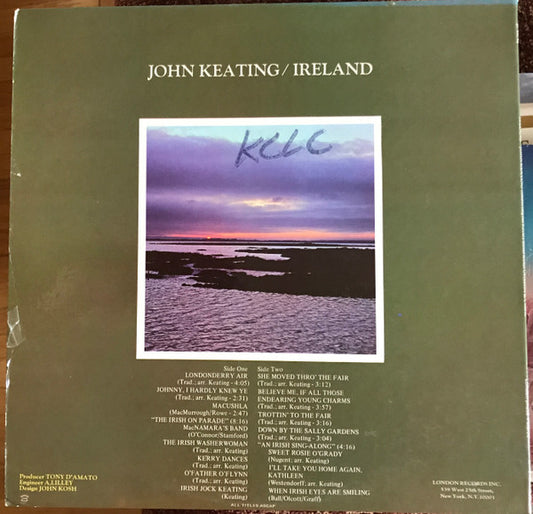 JOHN KEATING/IRELAND
KCLC
Side One
LONDONDERRY AIR
(Trad.; arr. Keating - 4:05)
JOHNNY, I HARDLY KNEW YE
(Trad.; arr. Keating - 2:31)
MACUSHLA
(MacMurrough/Rowe - 2:47)
"THE IRISH ON PARADE" (8:16)
MacNAMARA'S BAND
(O'Connor/Stamford)
THE IRISH WASHERWOMAN
(Trad.; arr. Keating)
KERRY DANCES
(Trad.; arr. Keating)
O'FATHER O'FLYNN
(Trad.; arr. Keating)
IRISH JOCK KEATING
(Keating)
Side Two
SHE MOVED THRO' THE FAIR
(Trad.; arr. Keating - 3:12)
BELIEVE ME, IF ALL THOSE
ENDEARING YOUNG CHARMS
(Trad.; arr. Keating - 3:57)
TROTTIN' TO THE FAIR
(Trad.; arr. Keating - 2:16)
DOWN BY THE SALLY GARDENS
(Trad.; arr. Keating - 3:04)
"AN IRISH SING-ALONG" (4:16)
SWEET ROSIE O'GRADY
(Nugent; arr. Keating)
I'LL TAKE YOU HOME AGAIN,
KATHLEEN
(Westendorff; arr. Keating)
WHEN IRISH EYES ARE SMILING
(Ball/Olcott/Graff)
Producer TONY D'AMATO
Engineer A.LILLEY
Design JOHN KOSH
LONDON RECORDS INC.
539 West 25th Street,
New York, N.Y. 10001
ALL TITLES ASCAP